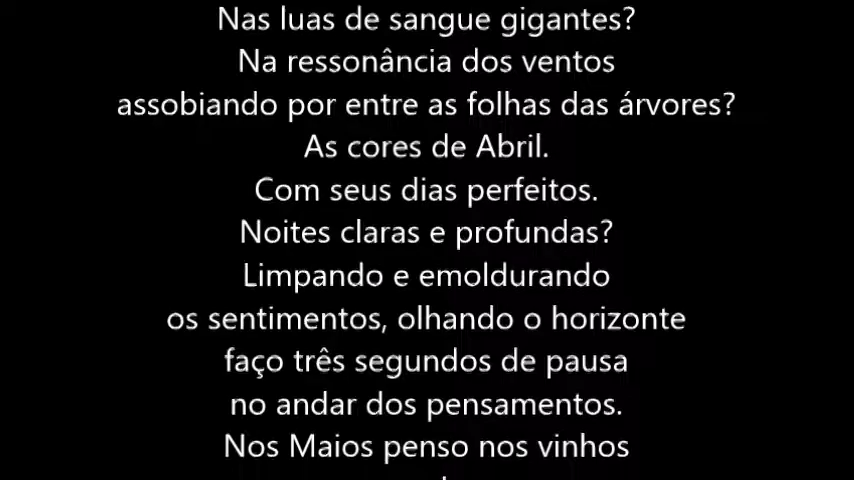 Nas luas de sangue gigantes?
Na ressonância dos ventos
assobiando por entre as folhas das árvores?
As cores de Abril.
Com seus dias perfeitos.
Noites claras e profundas?
Limpando e emoldurando
os sentimentos, olhando o horizonte
faço três segundos de pausa
no andar dos pensamentos.
Nos Maios penso nos vinhos